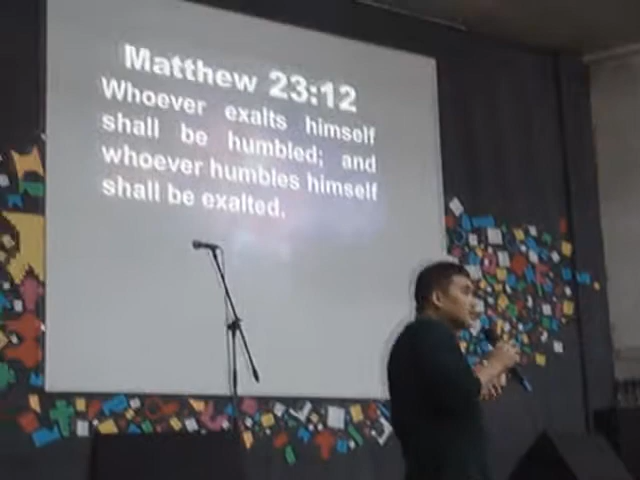 Matthew 23:12
Whoever exalts himself
shall be humbled; and
whoever humbles himself
shall be exalted.